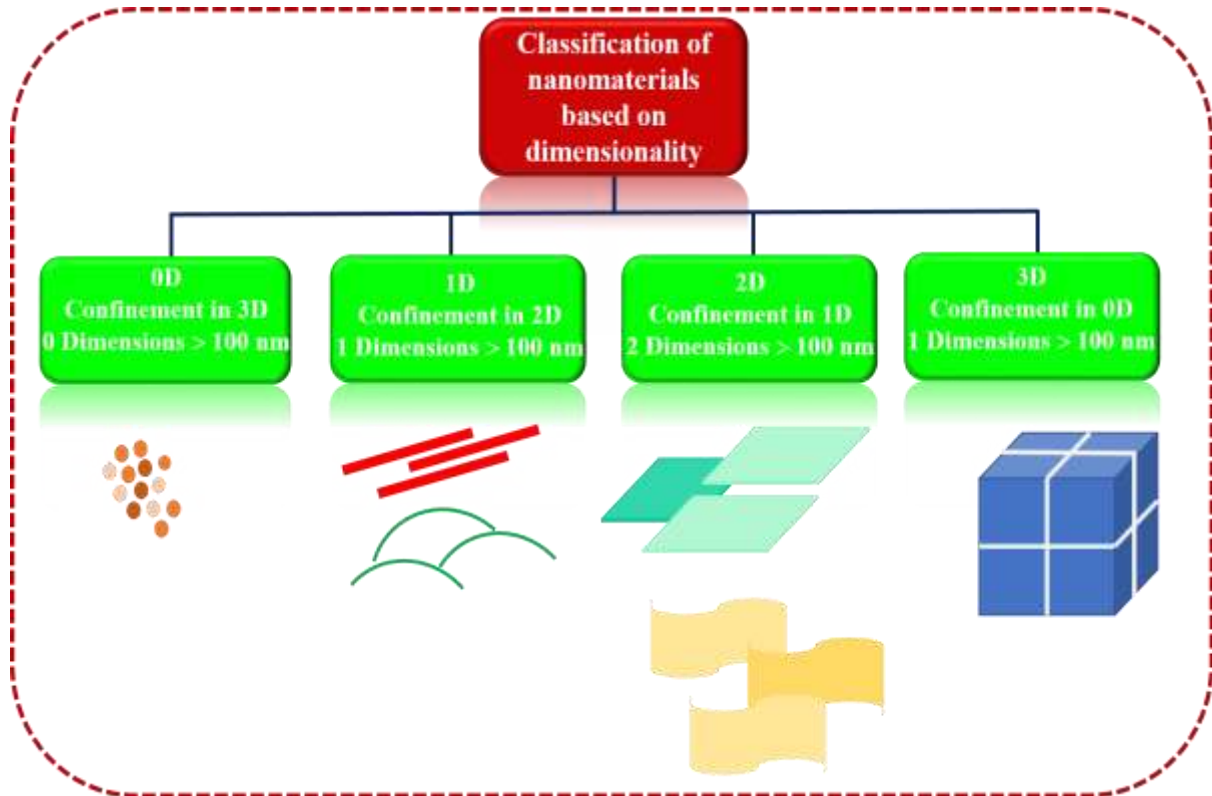 Classification of
nanomaterials
based on
dimensionality
0D
Confinement in 3D
0 Dimensions > 100 nm
1D
Confinement in 2D
1 Dimensions > 100 nm
2D
Confinement in 1D
2 Dimensions > 100 nm
3D
Confinement in 0D
1 Dimensions > 100 nm